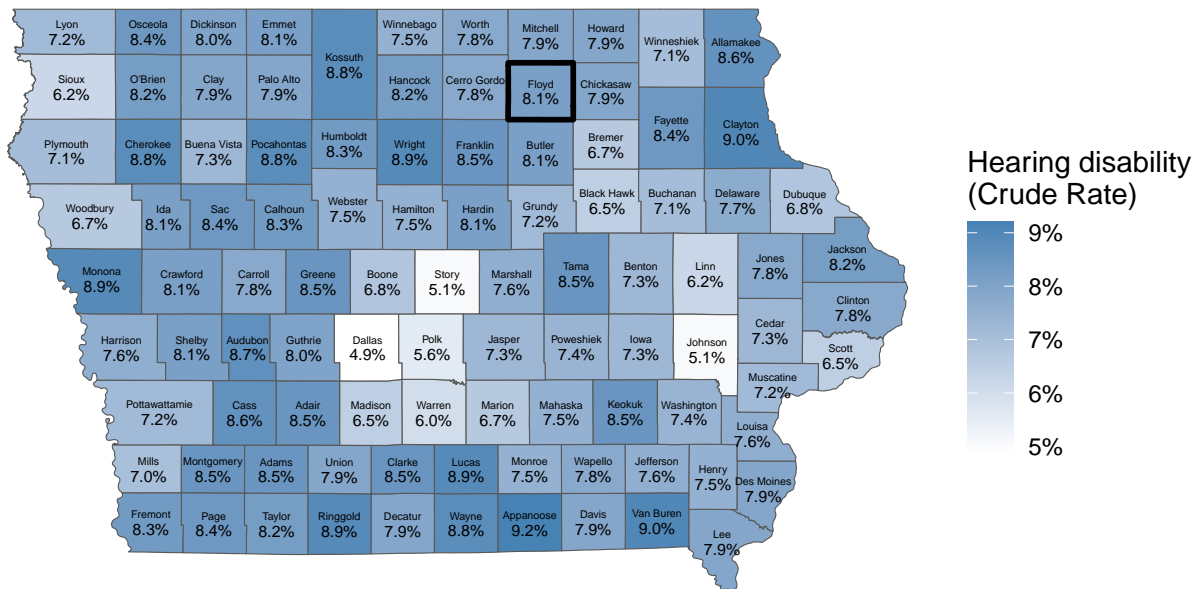 Lyon
7.2%
Osceola
8.4%
Dickinson
8.0%
Emmet
8.1%
Kossuth
8.8%
Winnebago
7.5%
Worth
7.8%
Mitchell
7.9%
Howard
7.9%
Winneshiek
7.1%
Allamakee
8.6%
Sioux
6.2%
O'Brien
8.2%
Clay
7.9%
Palo Alto
7.9%
Hancock
8.2%
Cerro Gordo
7.8%
Floyd
8.1%
Chickasaw
7.9%
Fayette
8.4%
Clayton
9.0%
Plymouth
7.1%
Cherokee
8.8%
Buena Vista
7.3%
Pocahontas
8.8%
Humboldt
8.3%
Wright
8.9%
Franklin
8.5%
Butler
8.1%
Bremer
6.7%
Woodbury
6.7%
Ida
8.1%
Sac
8.4%
Calhoun
8.3%
Webster
7.5%
Hamilton
7.5%
Hardin
8.1%
Grundy
7.2%
Black Hawk
6.5%
Buchanan
7.1%
Delaware
7.7%
Dubuque
6.8%
Monona
8.9%
Crawford
8.1%
Carroll
7.8%
Greene
8.5%
Boone
6.8%
Story
5.1%
Marshall
7.6%
Tama
8.5%
Benton
7.3%
Linn
6.2%
Jones
7.8%
Jackson
8.2%
Clinton
7.8%
Harrison
7.6%
Shelby
8.1%
Audubon
8.7%
Guthrie
8.0%
Dallas
4.9%
Polk
5.6%
Jasper
7.3%
Poweshiek
7.4%
Iowa
7.3%
Johnson
5.1%
Cedar
7.3%
Scott
6.5%
Muscatine
7.2%
Pottawattamie
7.2%
Cass
8.6%
Adair
8.5%
Madison
6.5%
Warren
6.0%
Marion
6.7%
Mahaska
7.5%
Keokuk
8.5%
Washington
7.4%
Louisa
7.6%
Mills
7.0%
Montgomery
8.5%
Adams
8.5%
Union
7.9%
Clarke
8.5%
Lucas
8.9%
Monroe
7.5%
Wapello
7.8%
Jefferson
7.6%
Henry
7.5%
Des Moines
7.9%
Fremont
8.3%
Page
8.4%
Taylor
8.2%
Ringgold
8.9%
Decatur
7.9%
Wayne
8.8%
Appanoose
9.2%
Davis
7.9%
Van Buren
9.0%
Lee
7.9%
Hearing disability
(Crude Rate)
9%
8%
7%
6%
5%